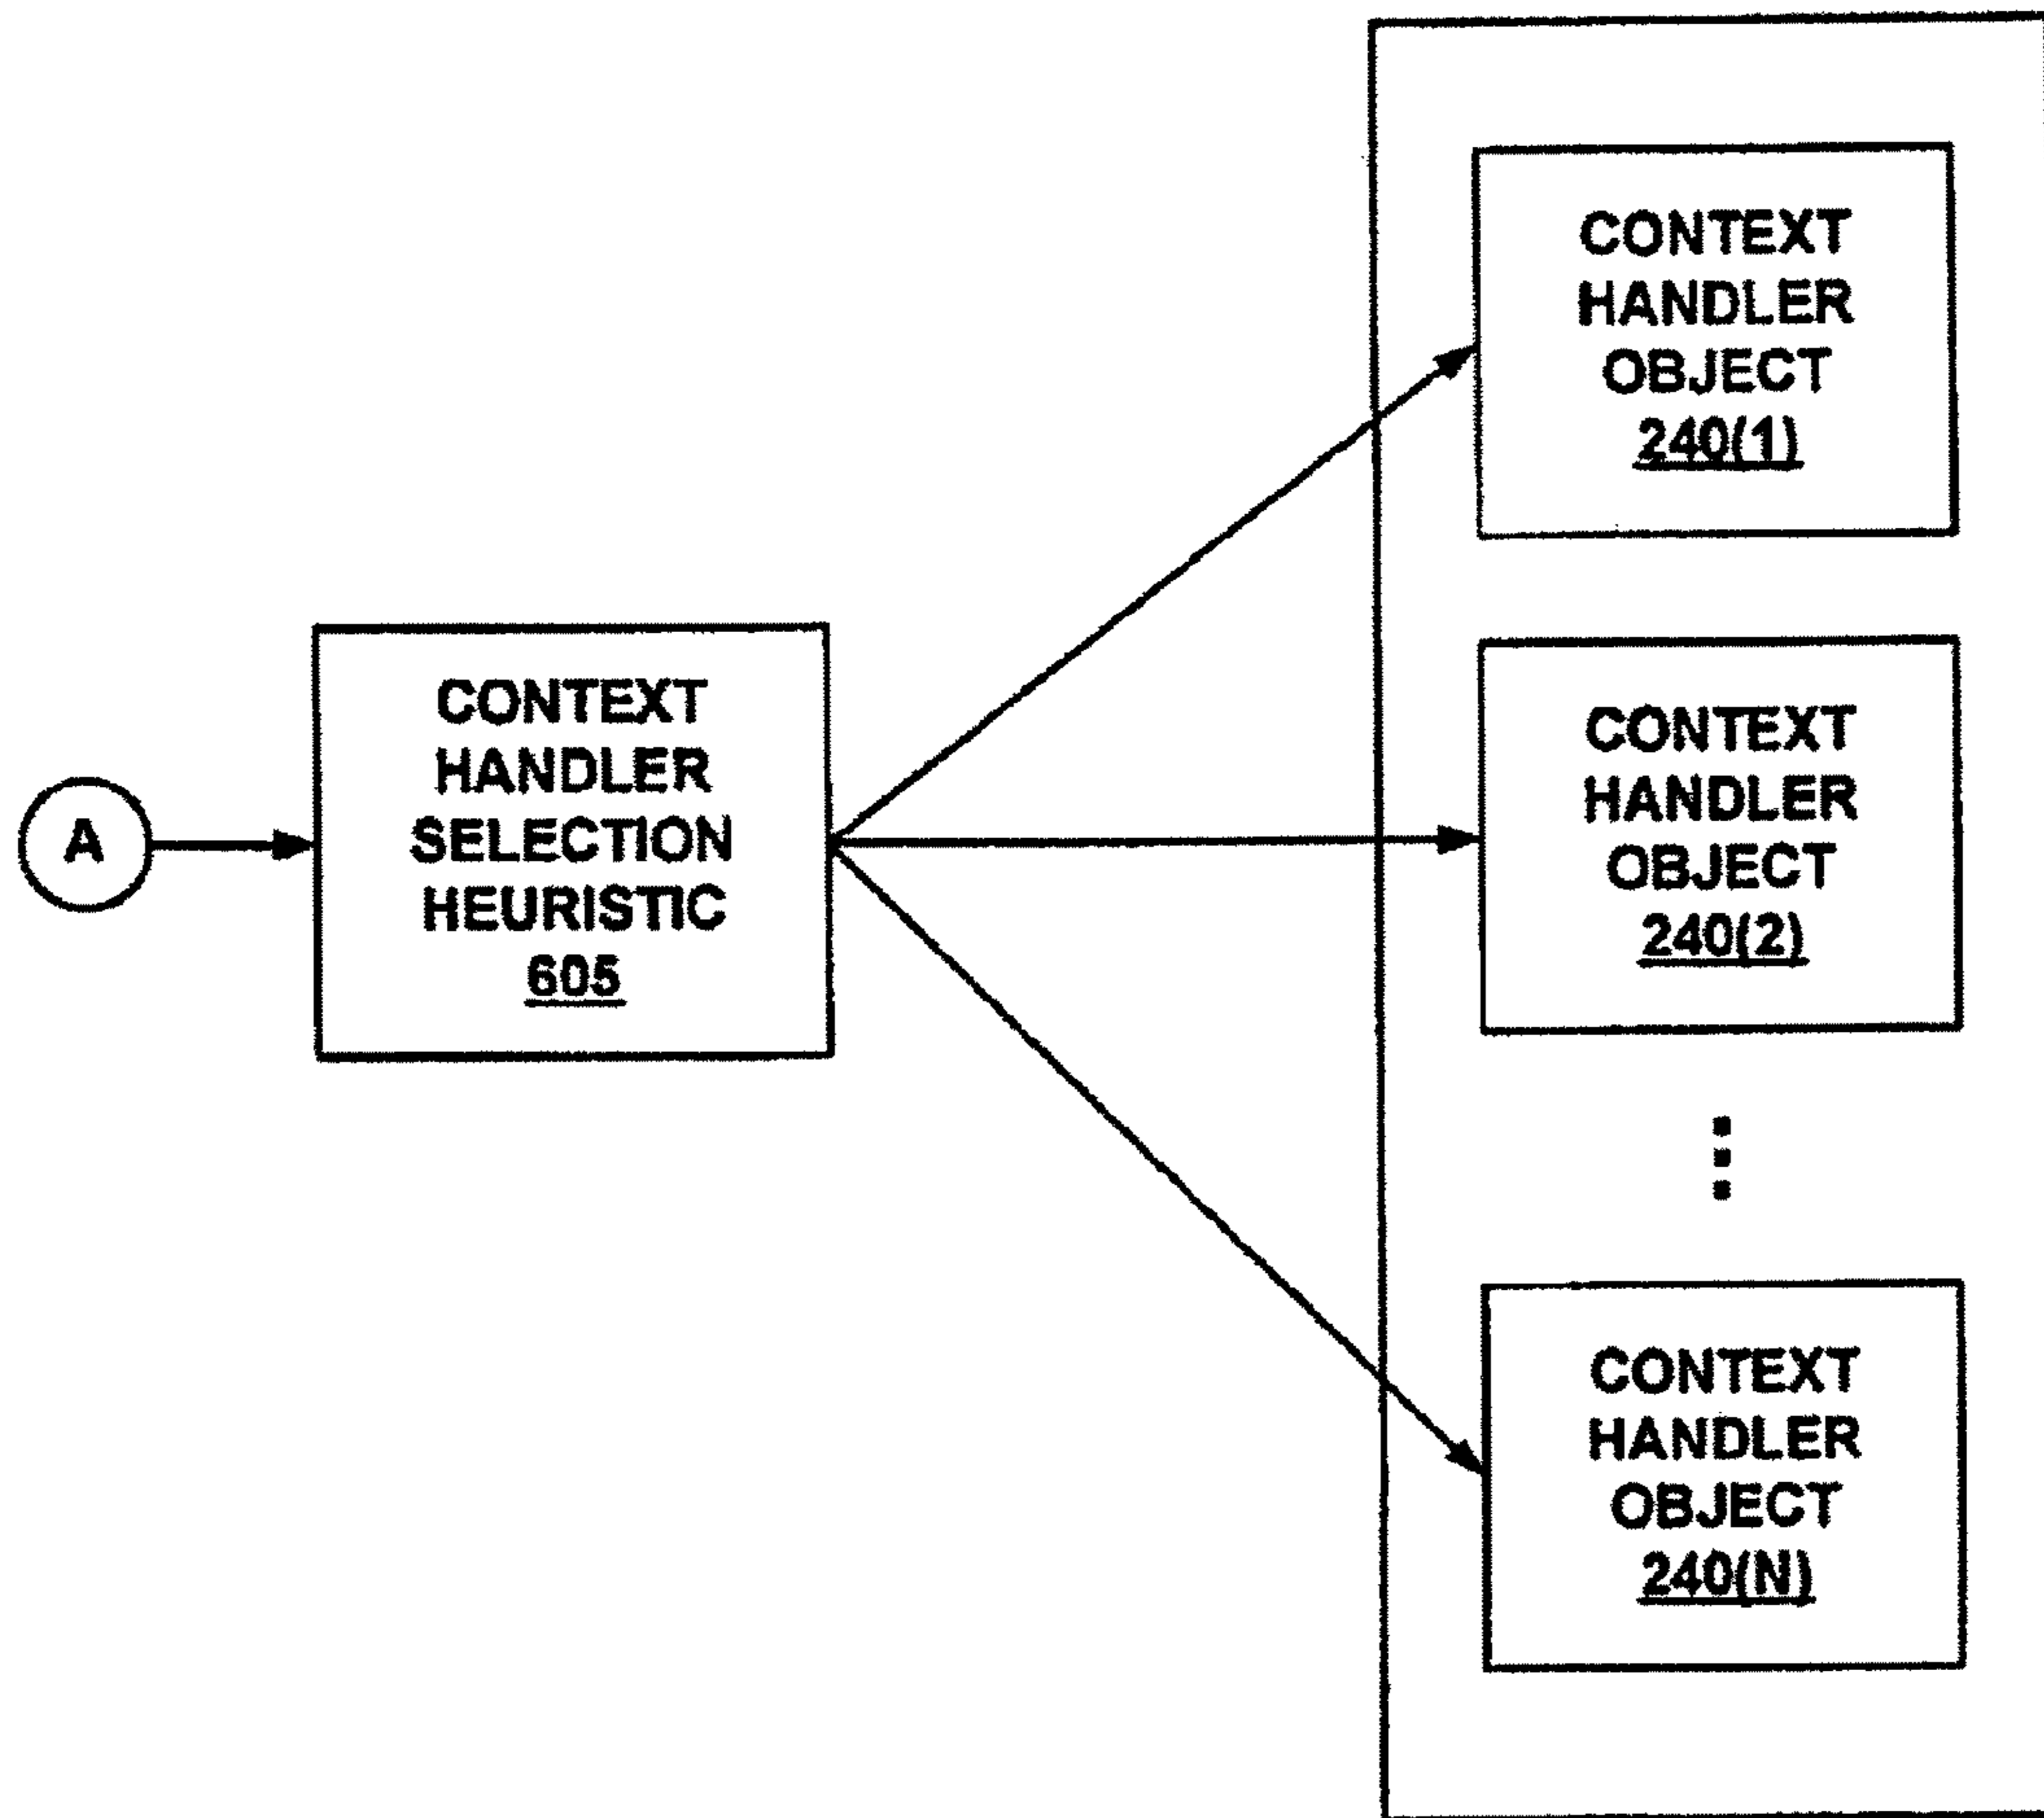 A
CONTEXT
HANDLER
SELECTION
HEURISTIC
605
CONTEXT
HANDLER
OBJECT
240(1)
CONTEXT
HANDLER
OBJECT
240(2)
CONTEXT
HANDLER
OBJECT
240(N)